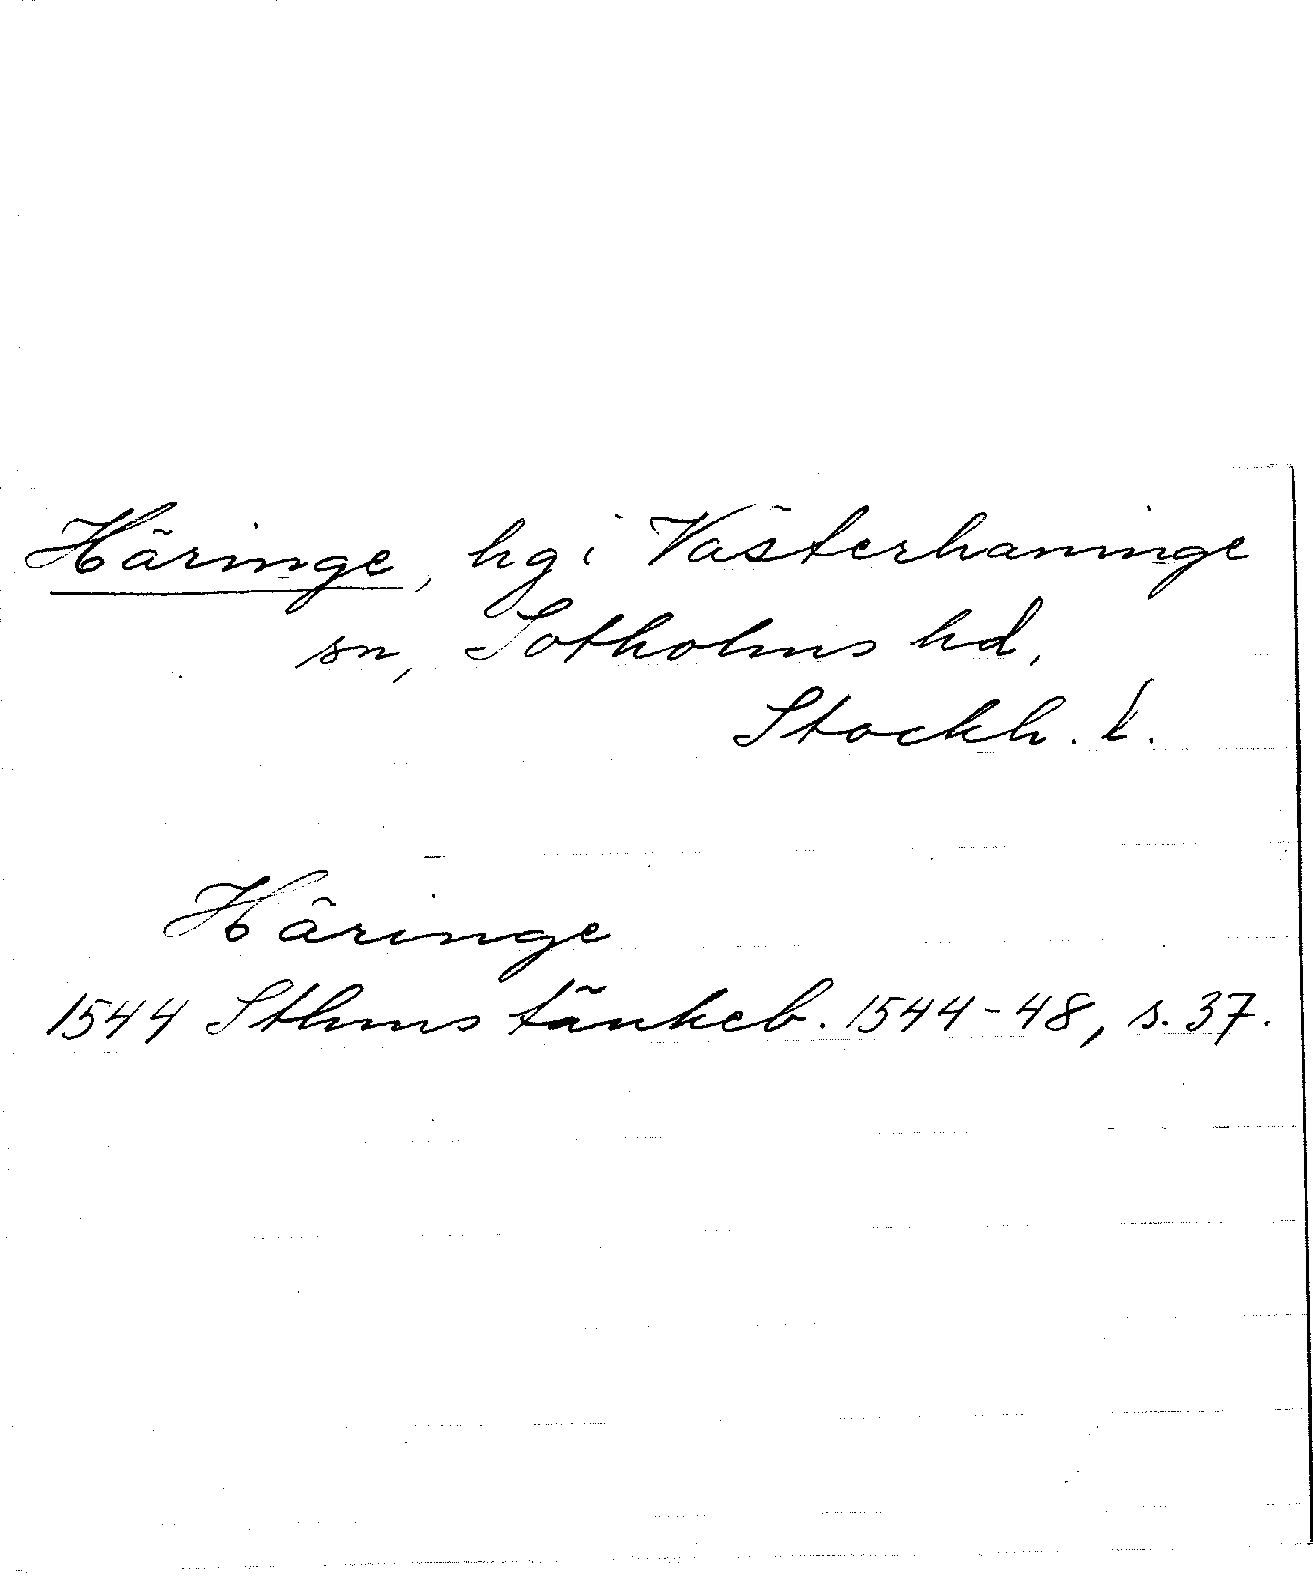 Häringe, hg i Västerhaninge
sn, Sotholms hd,
Stockh. l.
Häringe
1544 Sthms tänkeb. 1544-48, s. 37.